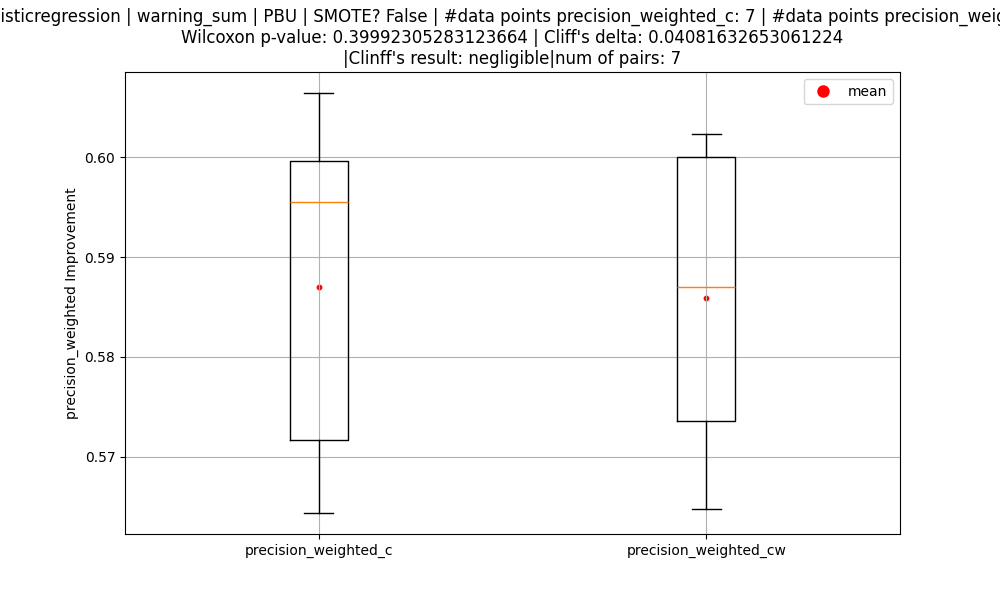 isticregression | warning_sum | PBU | SMOTE? False | #data points precision_weighted_c: 7 | #data points precision_weig
Wilcoxon p-value: 0.39992305283123664 | Cliff's delta: 0.04081632653061224
|Clinff's result: negligible|num of pairs: 7
mean
0.60
0.59
0.58
0.57
precision_weighted Improvement
precision_weighted_c
precision_weighted_cw